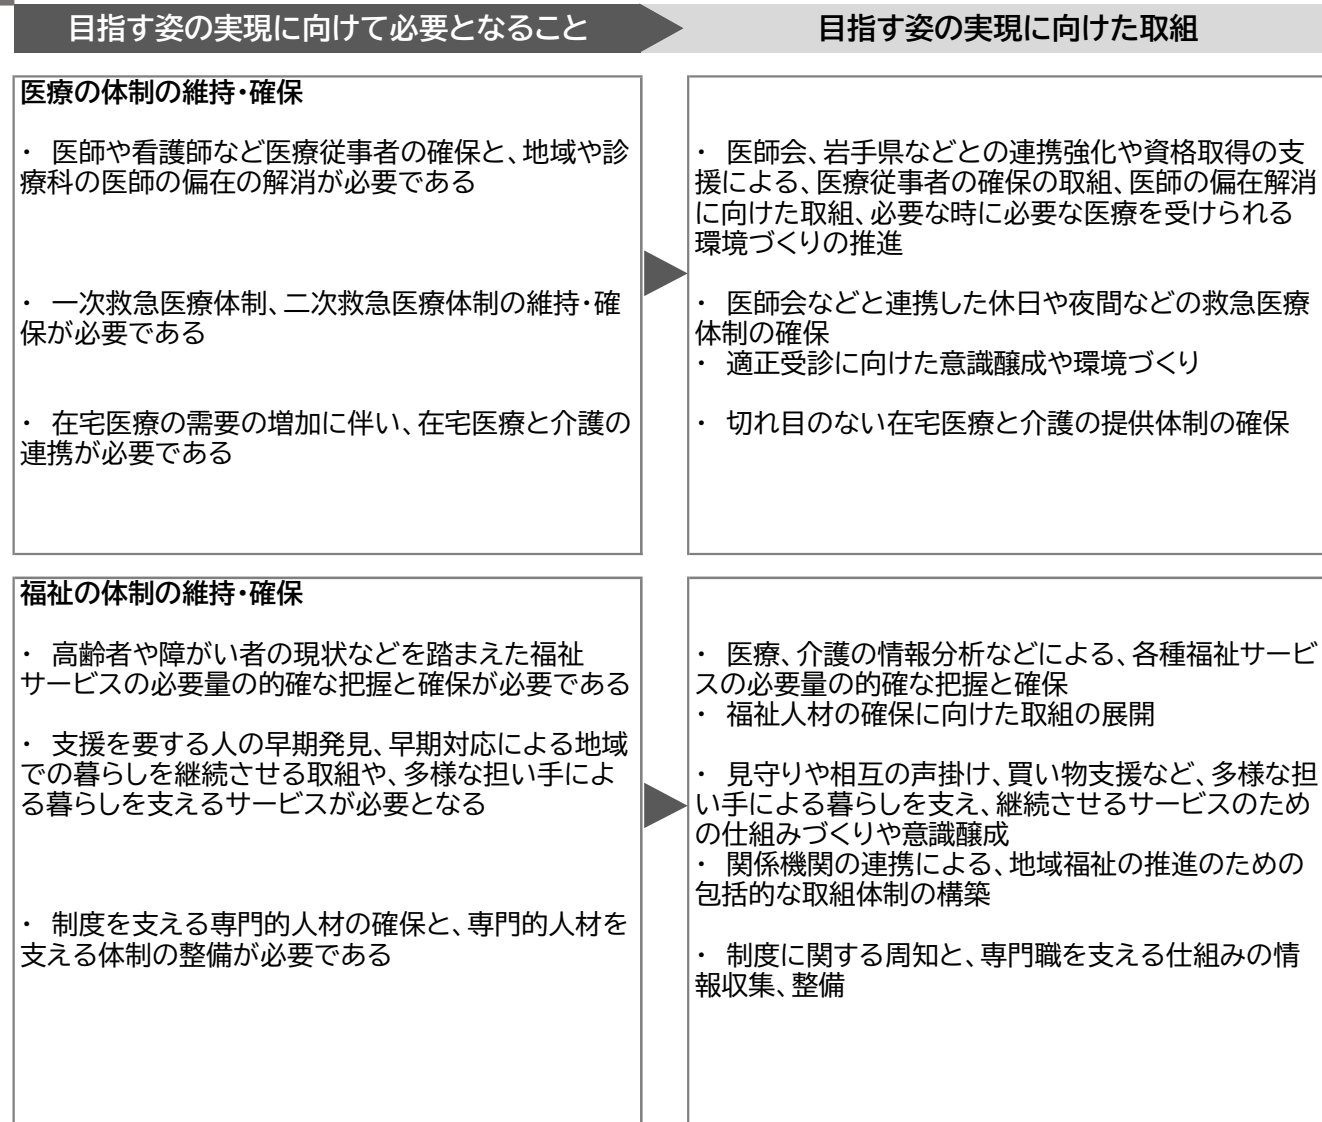 目指す姿の実現に向けて必要となること
目指す姿の実現に向けた取組
医療の体制の維持・確保
・ 医師や看護師など医療従事者の確保と、地域や診
療科の医師の偏在の解消が必要である
・ 一次救急医療体制、二次救急医療体制の維持・確
保が必要である
・ 在宅医療の需要の増加に伴い、在宅医療と介護の
連携が必要である
・ 医師会、岩手県などとの連携強化や資格取得の支
援による、医療従事者の確保の取組、医師の偏在解消
に向けた取組、必要な時に必要な医療を受けられる
環境づくりの推進
・ 医師会などと連携した休日や夜間などの救急医療
体制の確保
・ 適正受診に向けた意識醸成や環境づくり
・ 切れ目のない在宅医療と介護の提供体制の確保
福祉の体制の維持・確保
・ 高齢者や障がい者の現状などを踏まえた福祉
サービスの必要量の的確な把握と確保が必要である
・ 支援を要する人の早期発見、早期対応による地域
での暮らしを継続させる取組や、多様な担い手によ
る暮らしを支えるサービスが必要となる
・ 制度を支える専門的人材の確保と、専門的人材を
支える体制の整備が必要である
・ 医療、介護の情報分析などによる、各種福祉サービ
スの必要量の的確な把握と確保
・ 福祉人材の確保に向けた取組の展開
・ 見守りや相互の声掛け、買い物支援など、多様な担
い手による暮らしを支え、継続させるサービスのため
の仕組みづくりや意識醸成
・ 関係機関の連携による、地域福祉の推進のための
包括的な取組体制の構築
・ 制度に関する周知と、専門職を支える仕組みの情
報収集、整備